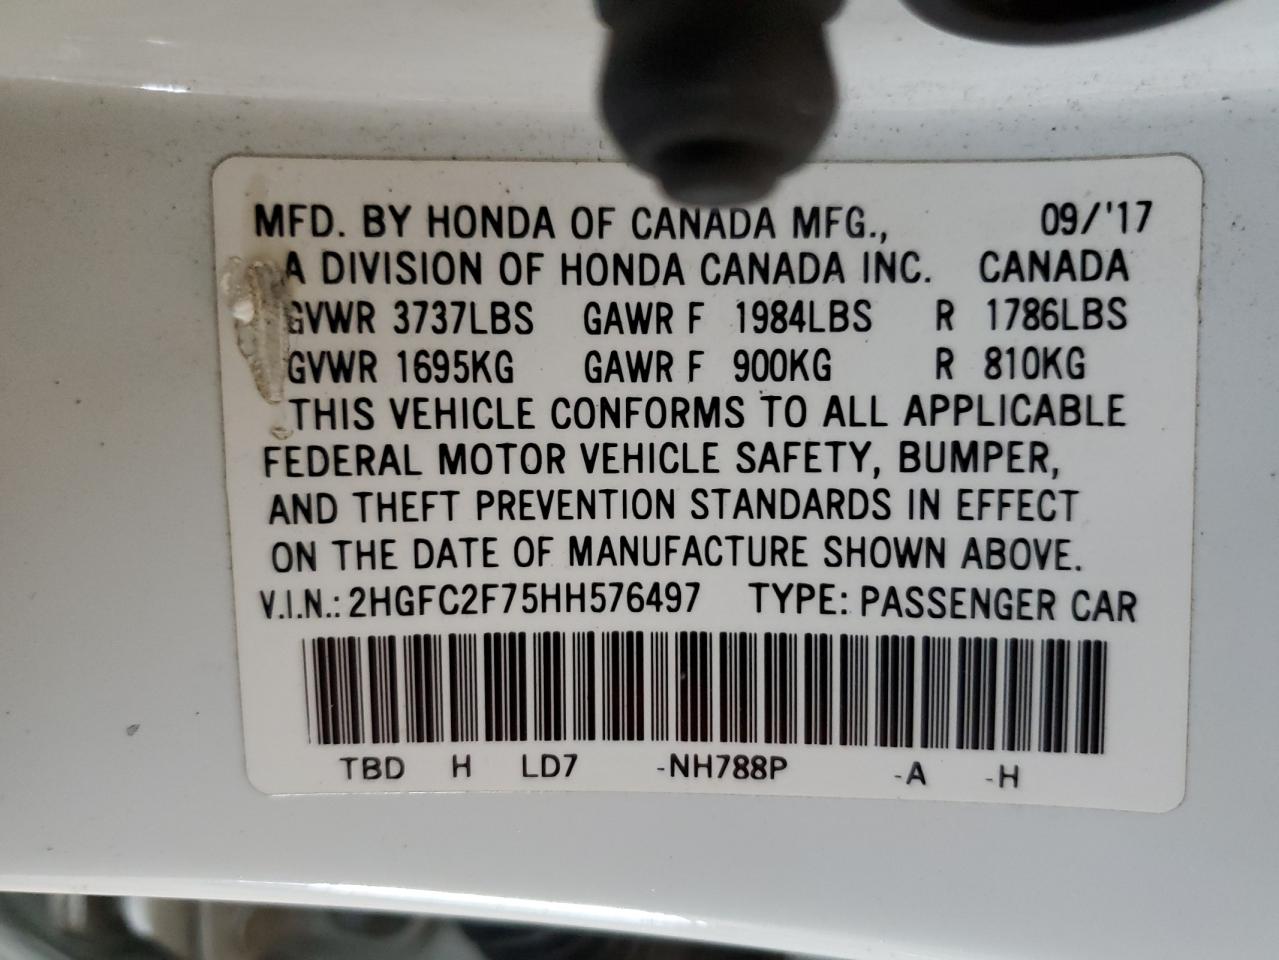 MFD. BY HONDA OF CANADA MFG., 09/'17
A DIVISION OF HONDA CANADA INC. CANADA
GVWR 3737LBS GAWR F 1984LBS R 1786LBS
GVWR 1695KG GAWR F 900KG R 810KG
THIS VEHICLE CONFORMS TO ALL APPLICABLE
FEDERAL MOTOR VEHICLE SAFETY, BUMPER,
AND THEFT PREVENTION STANDARDS IN EFFECT
ON THE DATE OF MANUFACTURE SHOWN ABOVE.
V.I.N.: 2HGFC2F75HH576497 TYPE: PASSENGER CAR
TBD H LD7 -NH788P -A -H